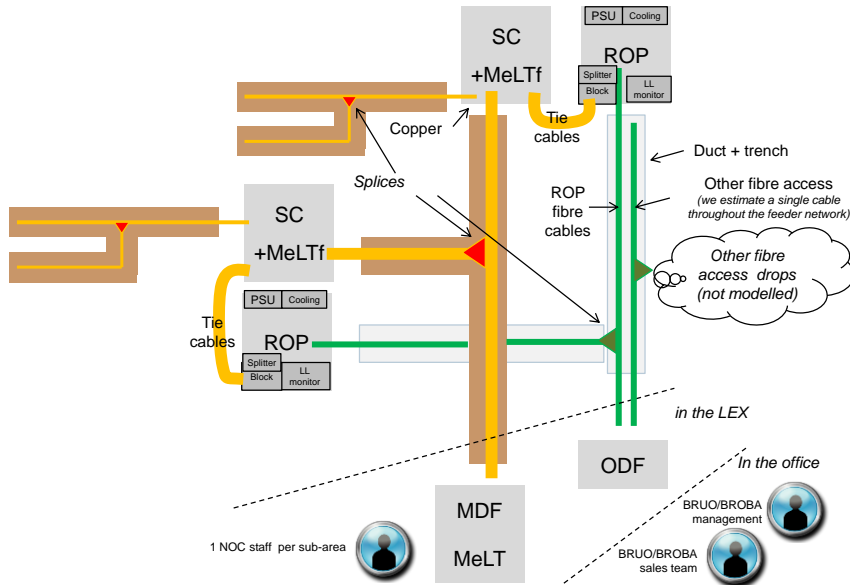 PSU
Cooling
SC
+MeLTf
ROP
Splitter
Block
LL
monitor
Tie
cables
Copper
Duct + trench
Splices
ROP
fibre
cables
Other fibre access
(we estimate a single cable
throughout the feeder network)
SC
+MeLTf
Other fibre
access drops
(not modelled)
PSU
Cooling
Tie
cables
ROP
Splitter
Block
LL
monitor
in the LEX
ODF
In the office
MDF
MeLT
1 NOC staff per sub-area
BRUO/BROBA
management
BRUO/BROBA
sales team